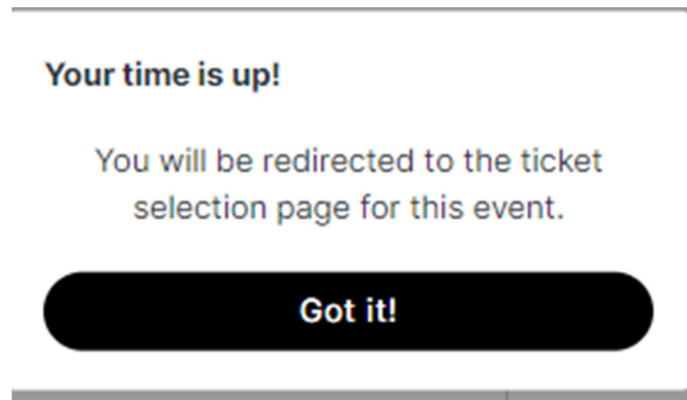 Your time is up!
You will be redirected to the ticket
selection page for this event.
Got it!